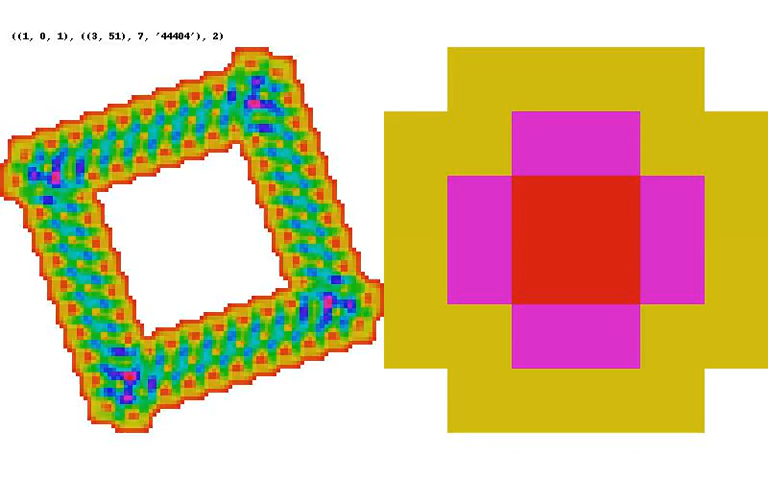 ((1, 0, 1), ((3, 51), 7, '44404'), 2)